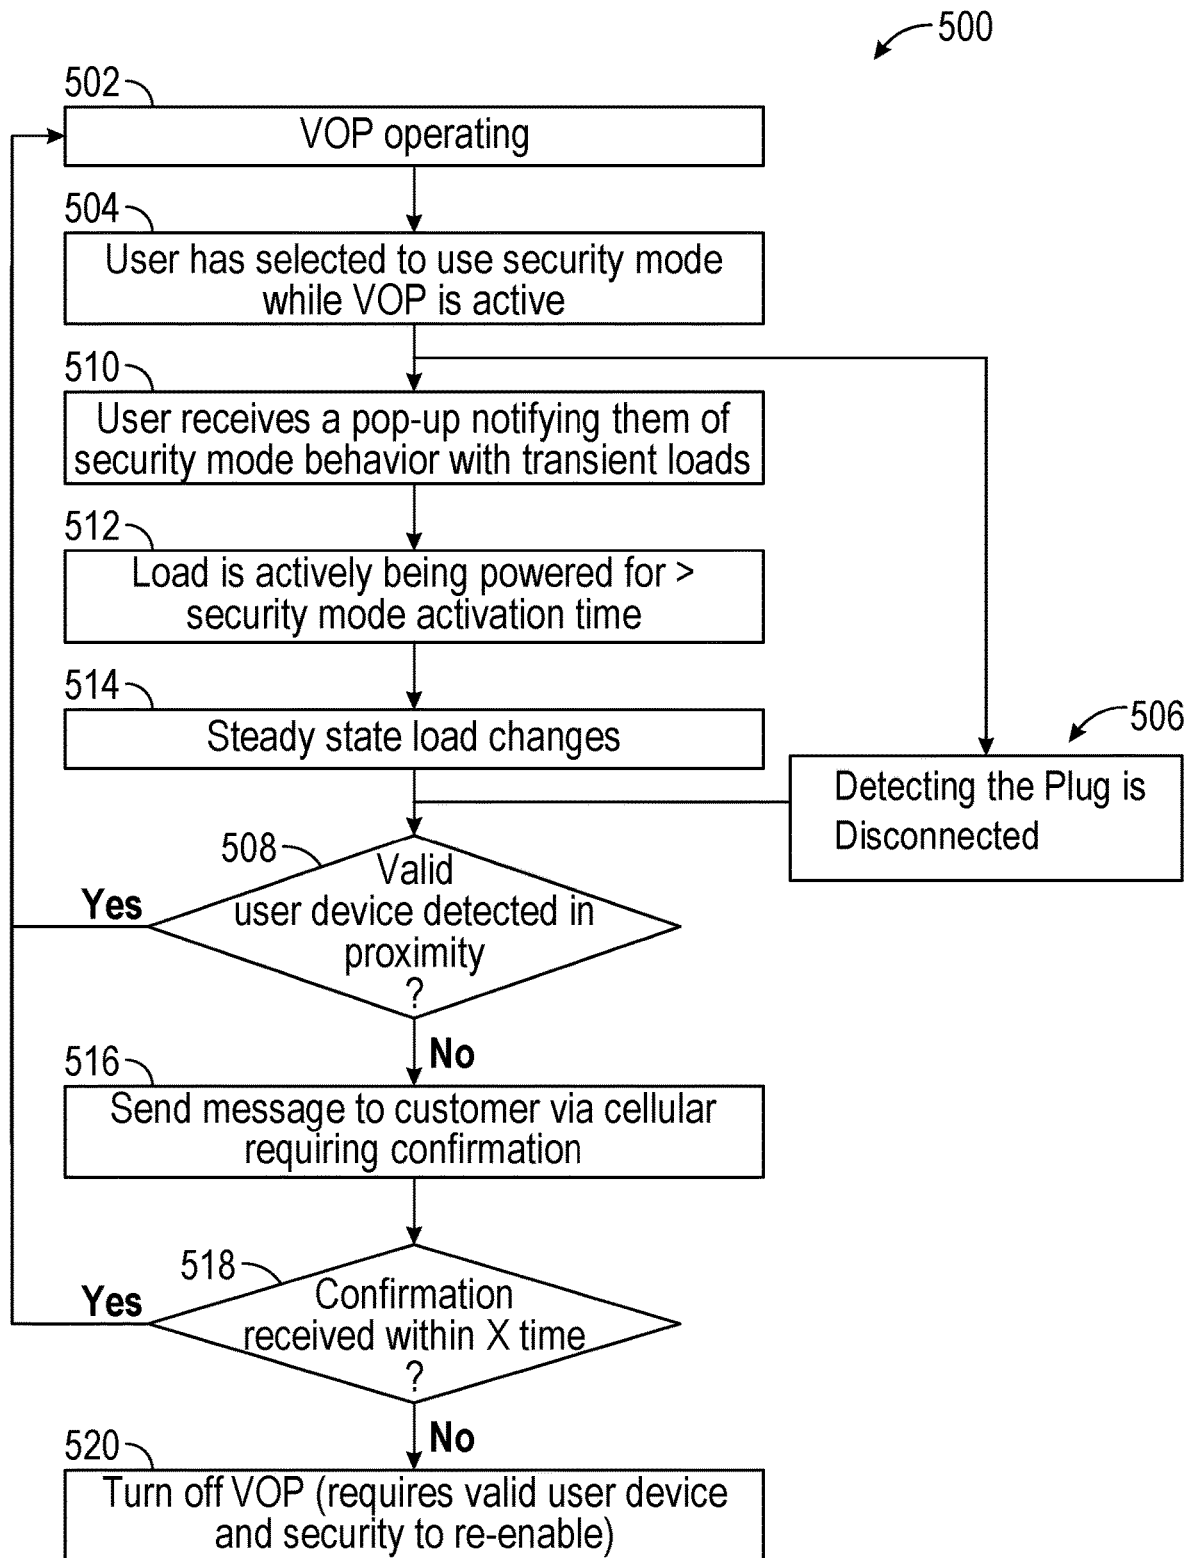 500
502
VOP operating
504
User has selected to use security mode
while VOP is active
510
User receives a pop-up notifying them of
security mode behavior with transient loads
512
Load is actively being powered for >
security mode activation time
514
Steady state load changes
506
Detecting the Plug is
Disconnected
508
Valid
user device detected in
proximity
?
Yes
No
516
Send message to customer via cellular
requiring confirmation
518
Confirmation
received within X time
?
Yes
No
520
Turn off VOP (requires valid user device
and security to re-enable)